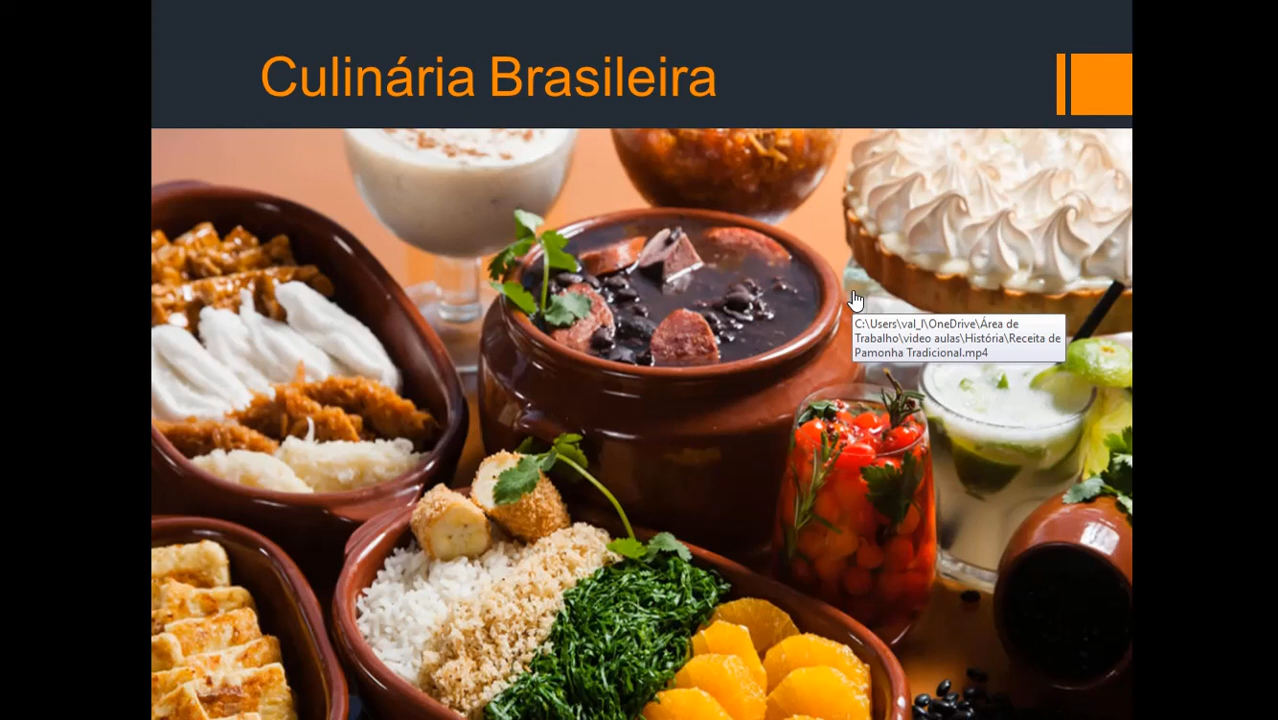 Culinária Brasileira
C:\Users\val_l\OneDrive\Área de
Trabalho\video aulas\História\Receita de
Pamonha Tradicional.mp4